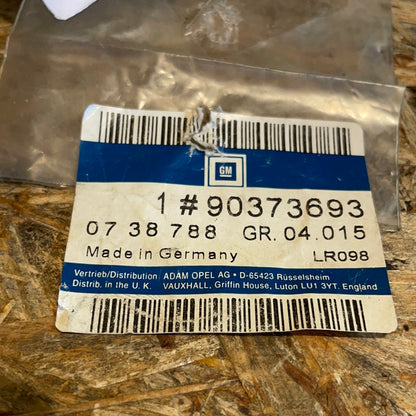 GM
1 # 90373693
07 38 788 GR. 04.015
Made in Germany LR098
Vertrieb/Distribution ADAM OPEL AG • D-65423 Rüsselsheim
Distrib. in the U. K. VAUXHALL, Griffin House, Luton LU1 3YT. England